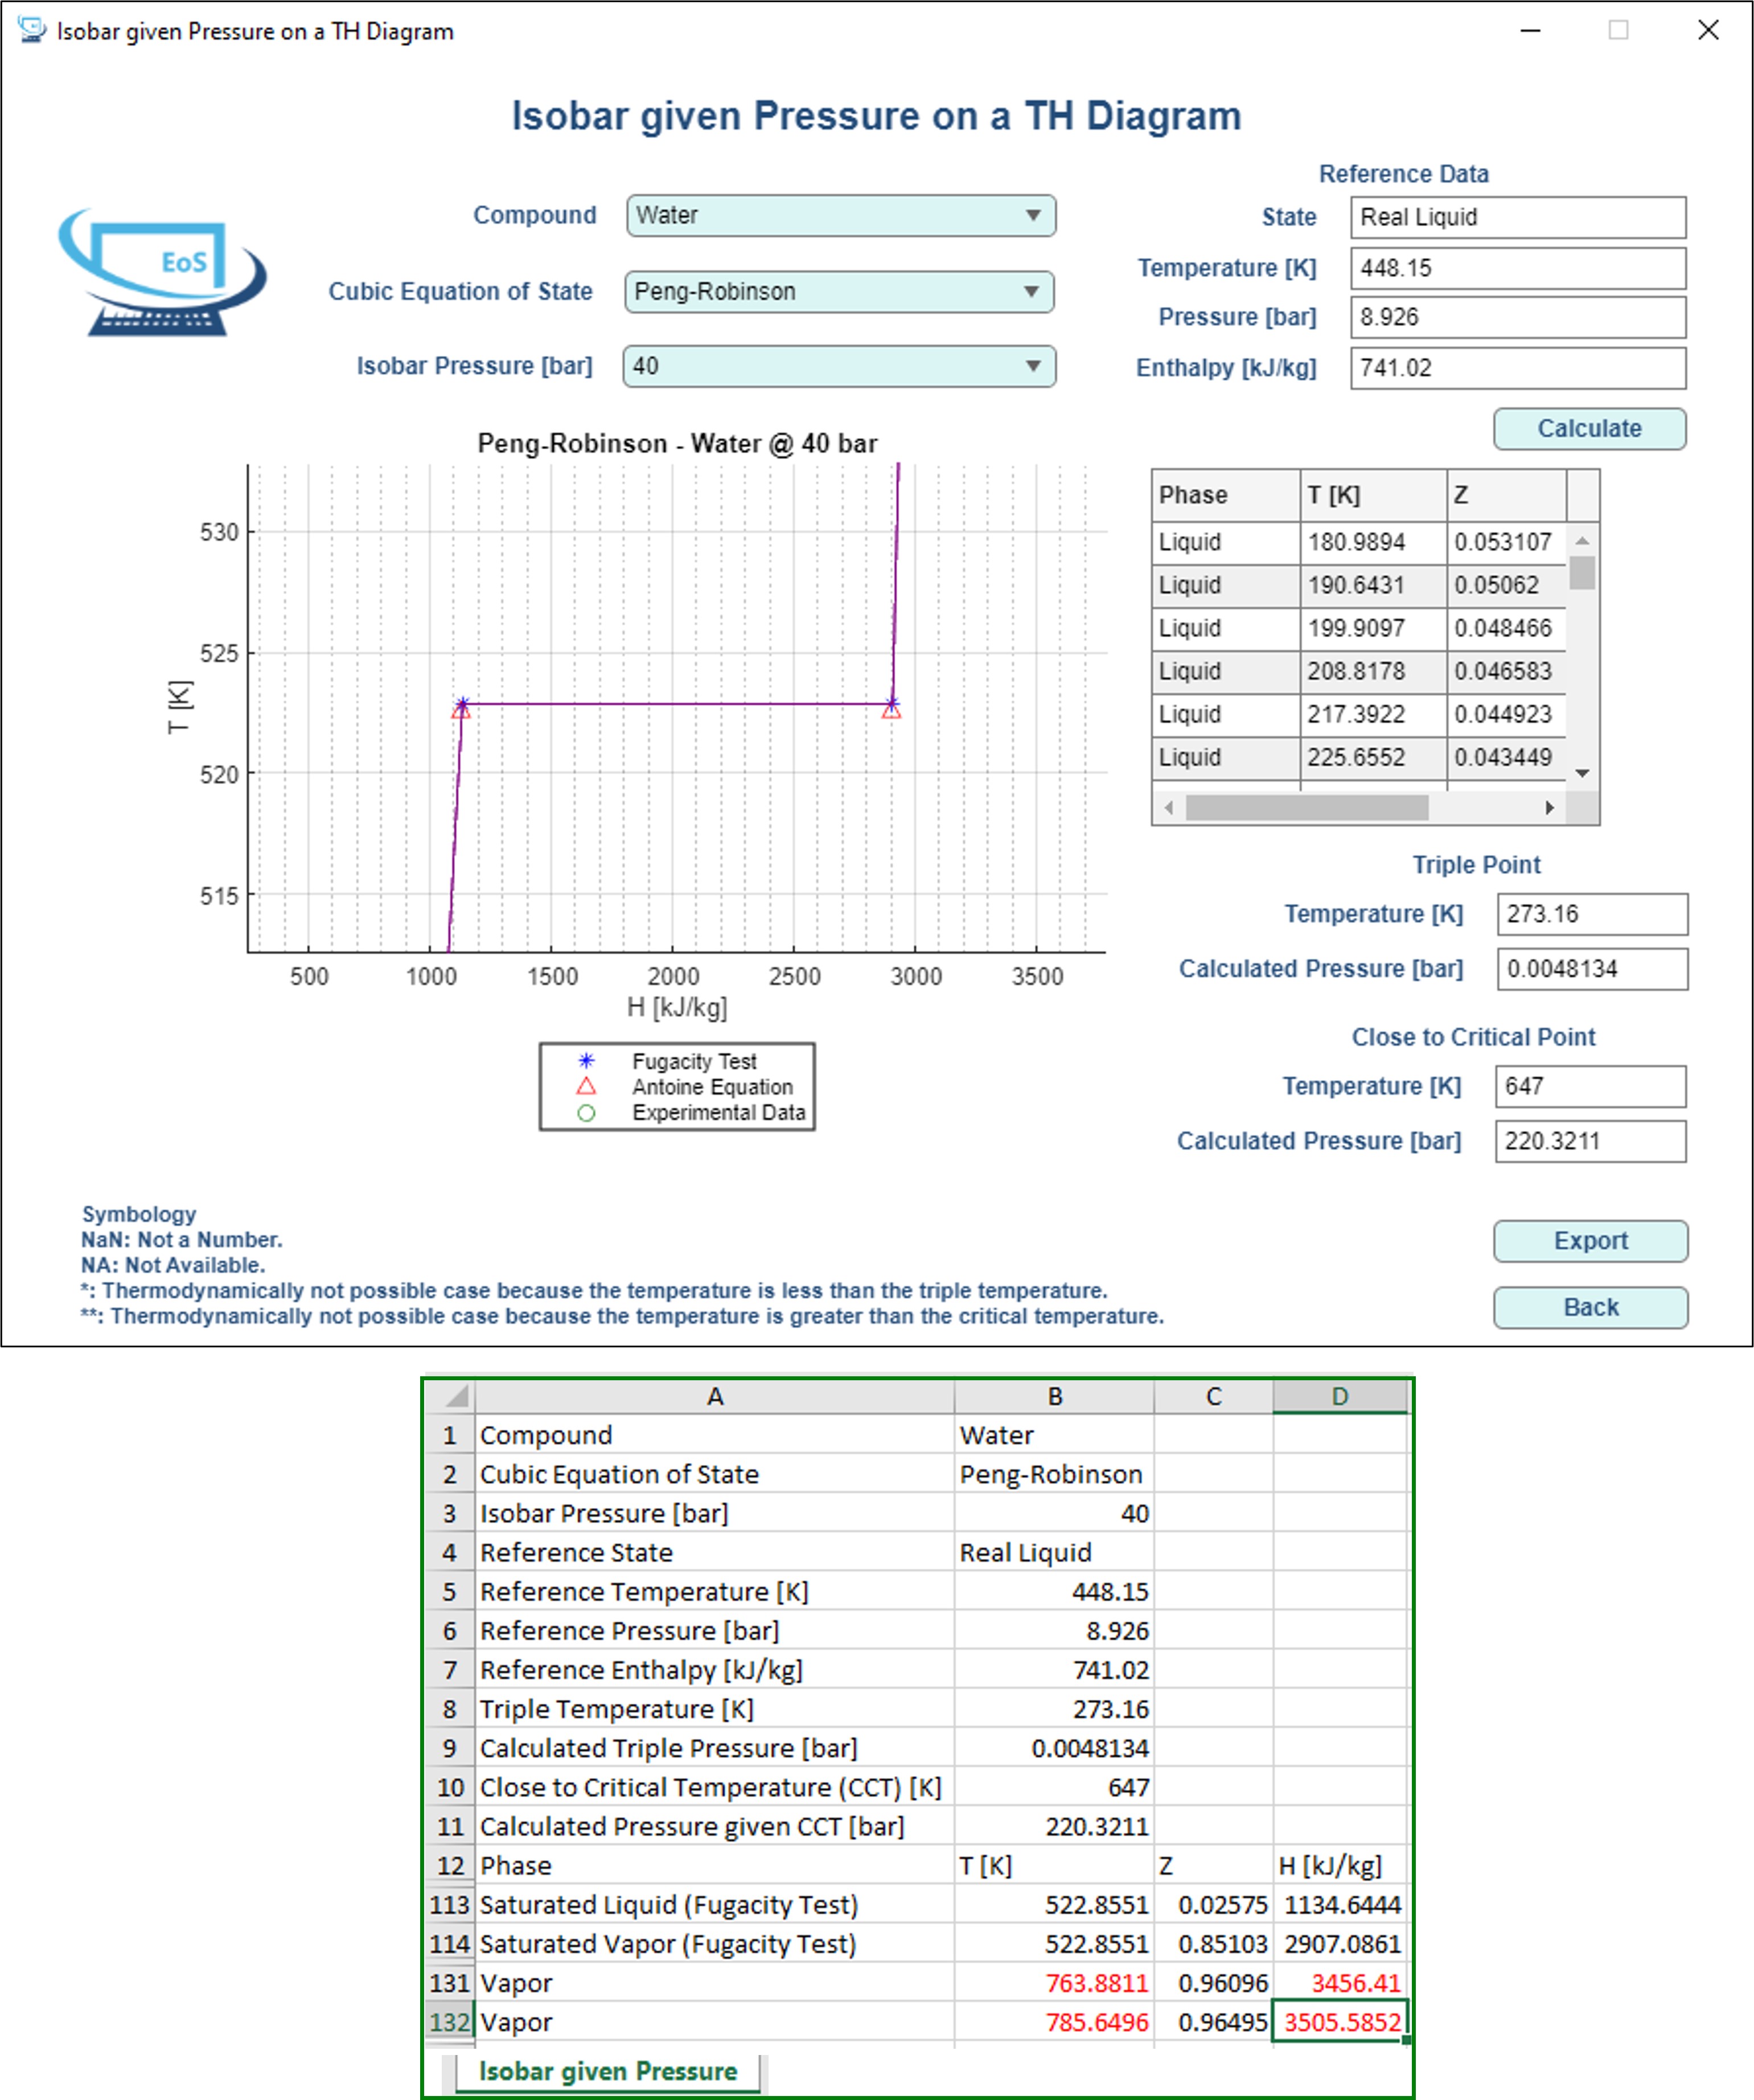 Isobar given Pressure on a TH Diagram
Isobar given Pressure on a TH Diagram
EoS
Compound Water
Cubic Equation of State Peng-Robinson
Isobar Pressure [bar] 40
Reference Data
State Real Liquid
Temperature [K] 448.15
Pressure [bar] 8.926
Enthalpy [kJ/kg] 741.02
Calculate
Peng-Robinson - Water @ 40 bar
530
525
520
515
T [K]
500 1000 1500 2000 2500 3000 3500
H [kJ/kg]
Fugacity Test
Antoine Equation
Experimental Data
Phase T [K] Z
Liquid 180.9894 0.053107
Liquid 190.6431 0.05062
Liquid 199.9097 0.048466
Liquid 208.8178 0.046583
Liquid 217.3922 0.044923
Liquid 225.6552 0.043449
Triple Point
Temperature [K] 273.16
Calculated Pressure [bar] 0.0048134
Close to Critical Point
Temperature [K] 647
Calculated Pressure [bar] 220.3211
Symbology
NaN: Not a Number.
NA: Not Available.
*: Thermodynamically not possible case because the temperature is less than the triple temperature.
**: Thermodynamically not possible case because the temperature is greater than the critical temperature.
Export
Back
A B C D
1 Compound Water
2 Cubic Equation of State Peng-Robinson
3 Isobar Pressure [bar] 40
4 Reference State Real Liquid
5 Reference Temperature [K] 448.15
6 Reference Pressure [bar] 8.926
7 Reference Enthalpy [kJ/kg] 741.02
8 Triple Temperature [K] 273.16
9 Calculated Triple Pressure [bar] 0.0048134
10 Close to Critical Temperature (CCT) [K] 647
11 Calculated Pressure given CCT [bar] 220.3211
12 Phase T [K] Z H [kJ/kg]
113 Saturated Liquid (Fugacity Test) 522.8551 0.02575 1134.6444
114 Saturated Vapor (Fugacity Test) 522.8551 0.85103 2907.0861
131 Vapor 763.8811 0.96096 3456.41
132 Vapor 785.6496 0.96495 3505.5852
Isobar given Pressure